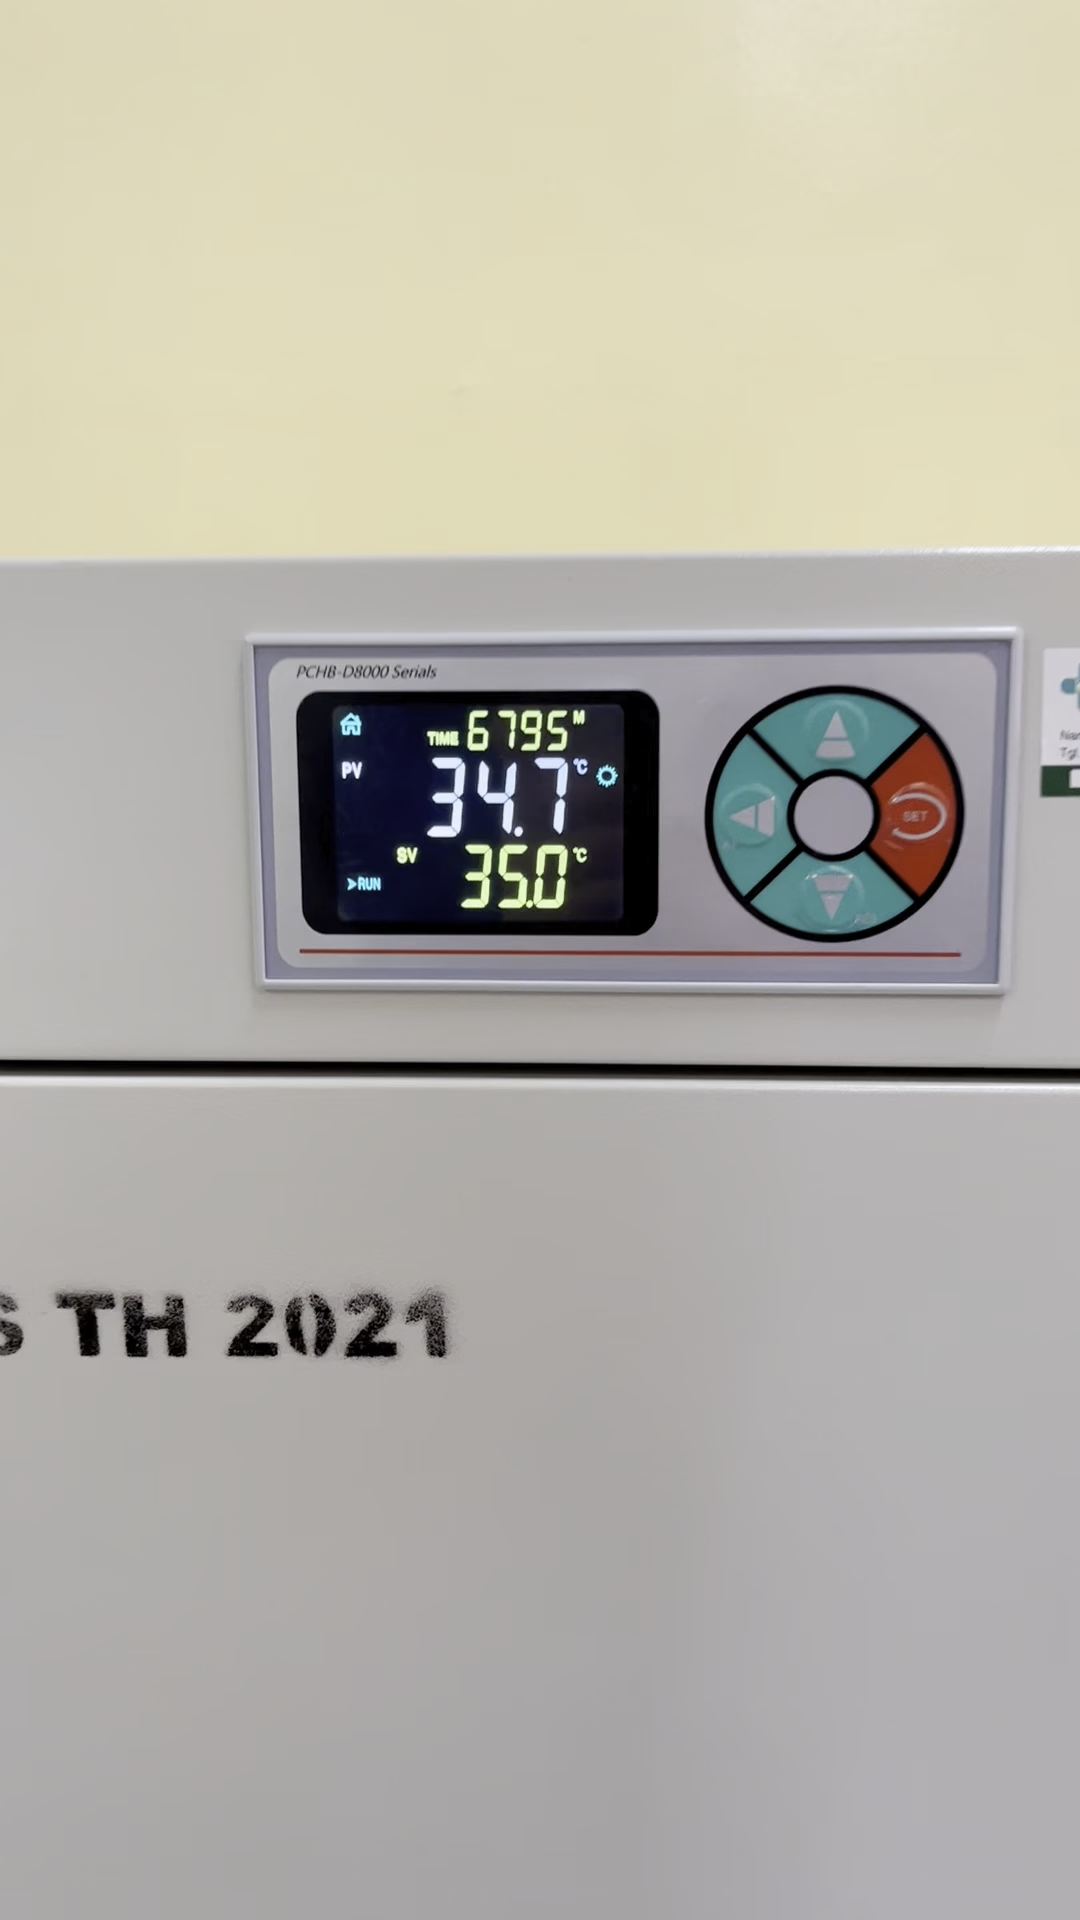 PCHB-D8000 Serials
TIME 6795 M
PV 34.7 °C
SV 35.0 °C
>RUN
SET
TH 2021